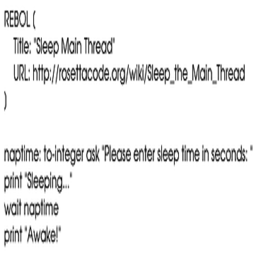 REBOL (
    Title: "Sleep Main Thread"
    URL: http://rosettacode.org/wiki/Sleep_the_Main_Thread
)

naptime: to-integer ask "Please enter sleep time in seconds: "
print "Sleeping..."
wait naptime
print "Awake!"